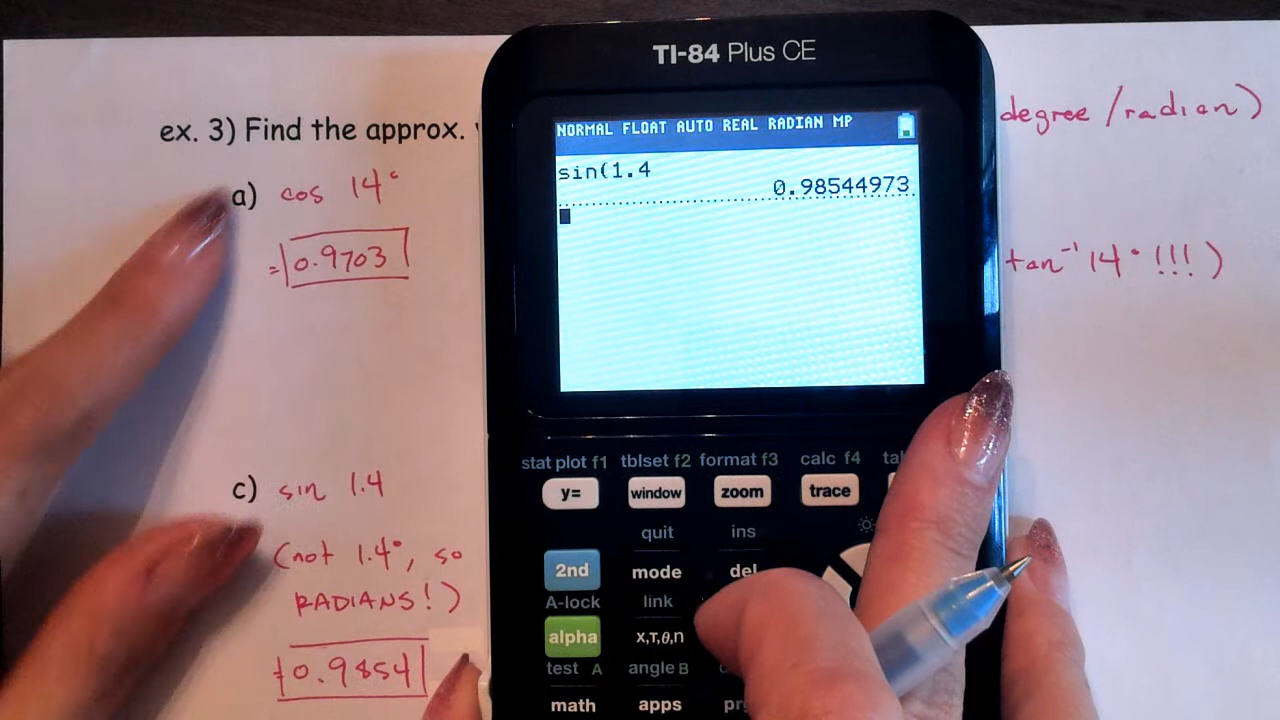 TI-84 Plus CE
NORMAL FLOAT AUTO REAL RADIAN MP
sin(1.4
0.98544973
degree/radian)
ex. 3) Find the approx.
a) cos 14°
= 0.9703
tan⁻¹ 14° !!!)
c) sin 1.4
(not 1.4°, so
RADIANS!)
= 0.9854
stat plot f1 tblset f2 format f3 calc f4
y= window zoom trace
quit ins
2nd mode del
A-lock link
alpha X,T,θ,n
test A angle B
math apps